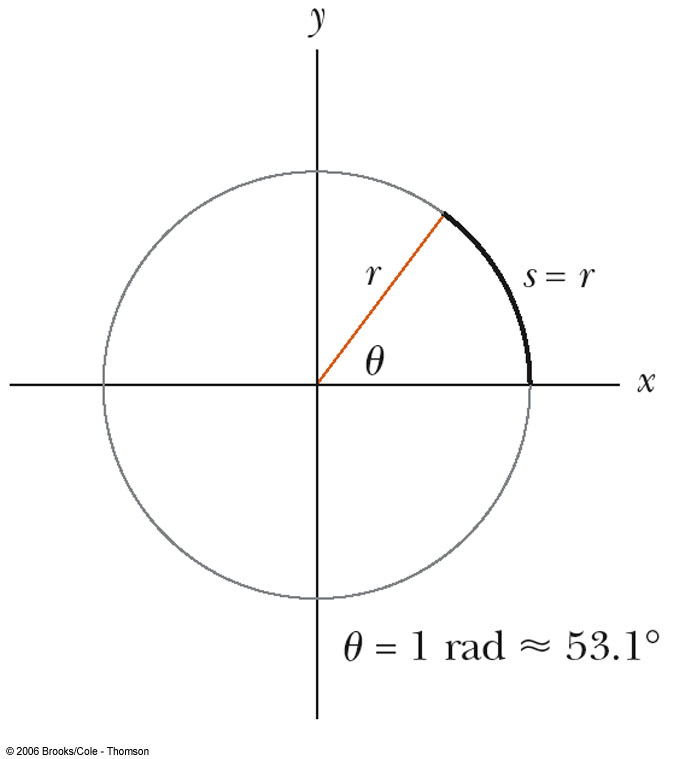 y
r
s = r
θ
x
θ = 1 rad ≈ 53.1°
© 2006 Brooks/Cole - Thomson